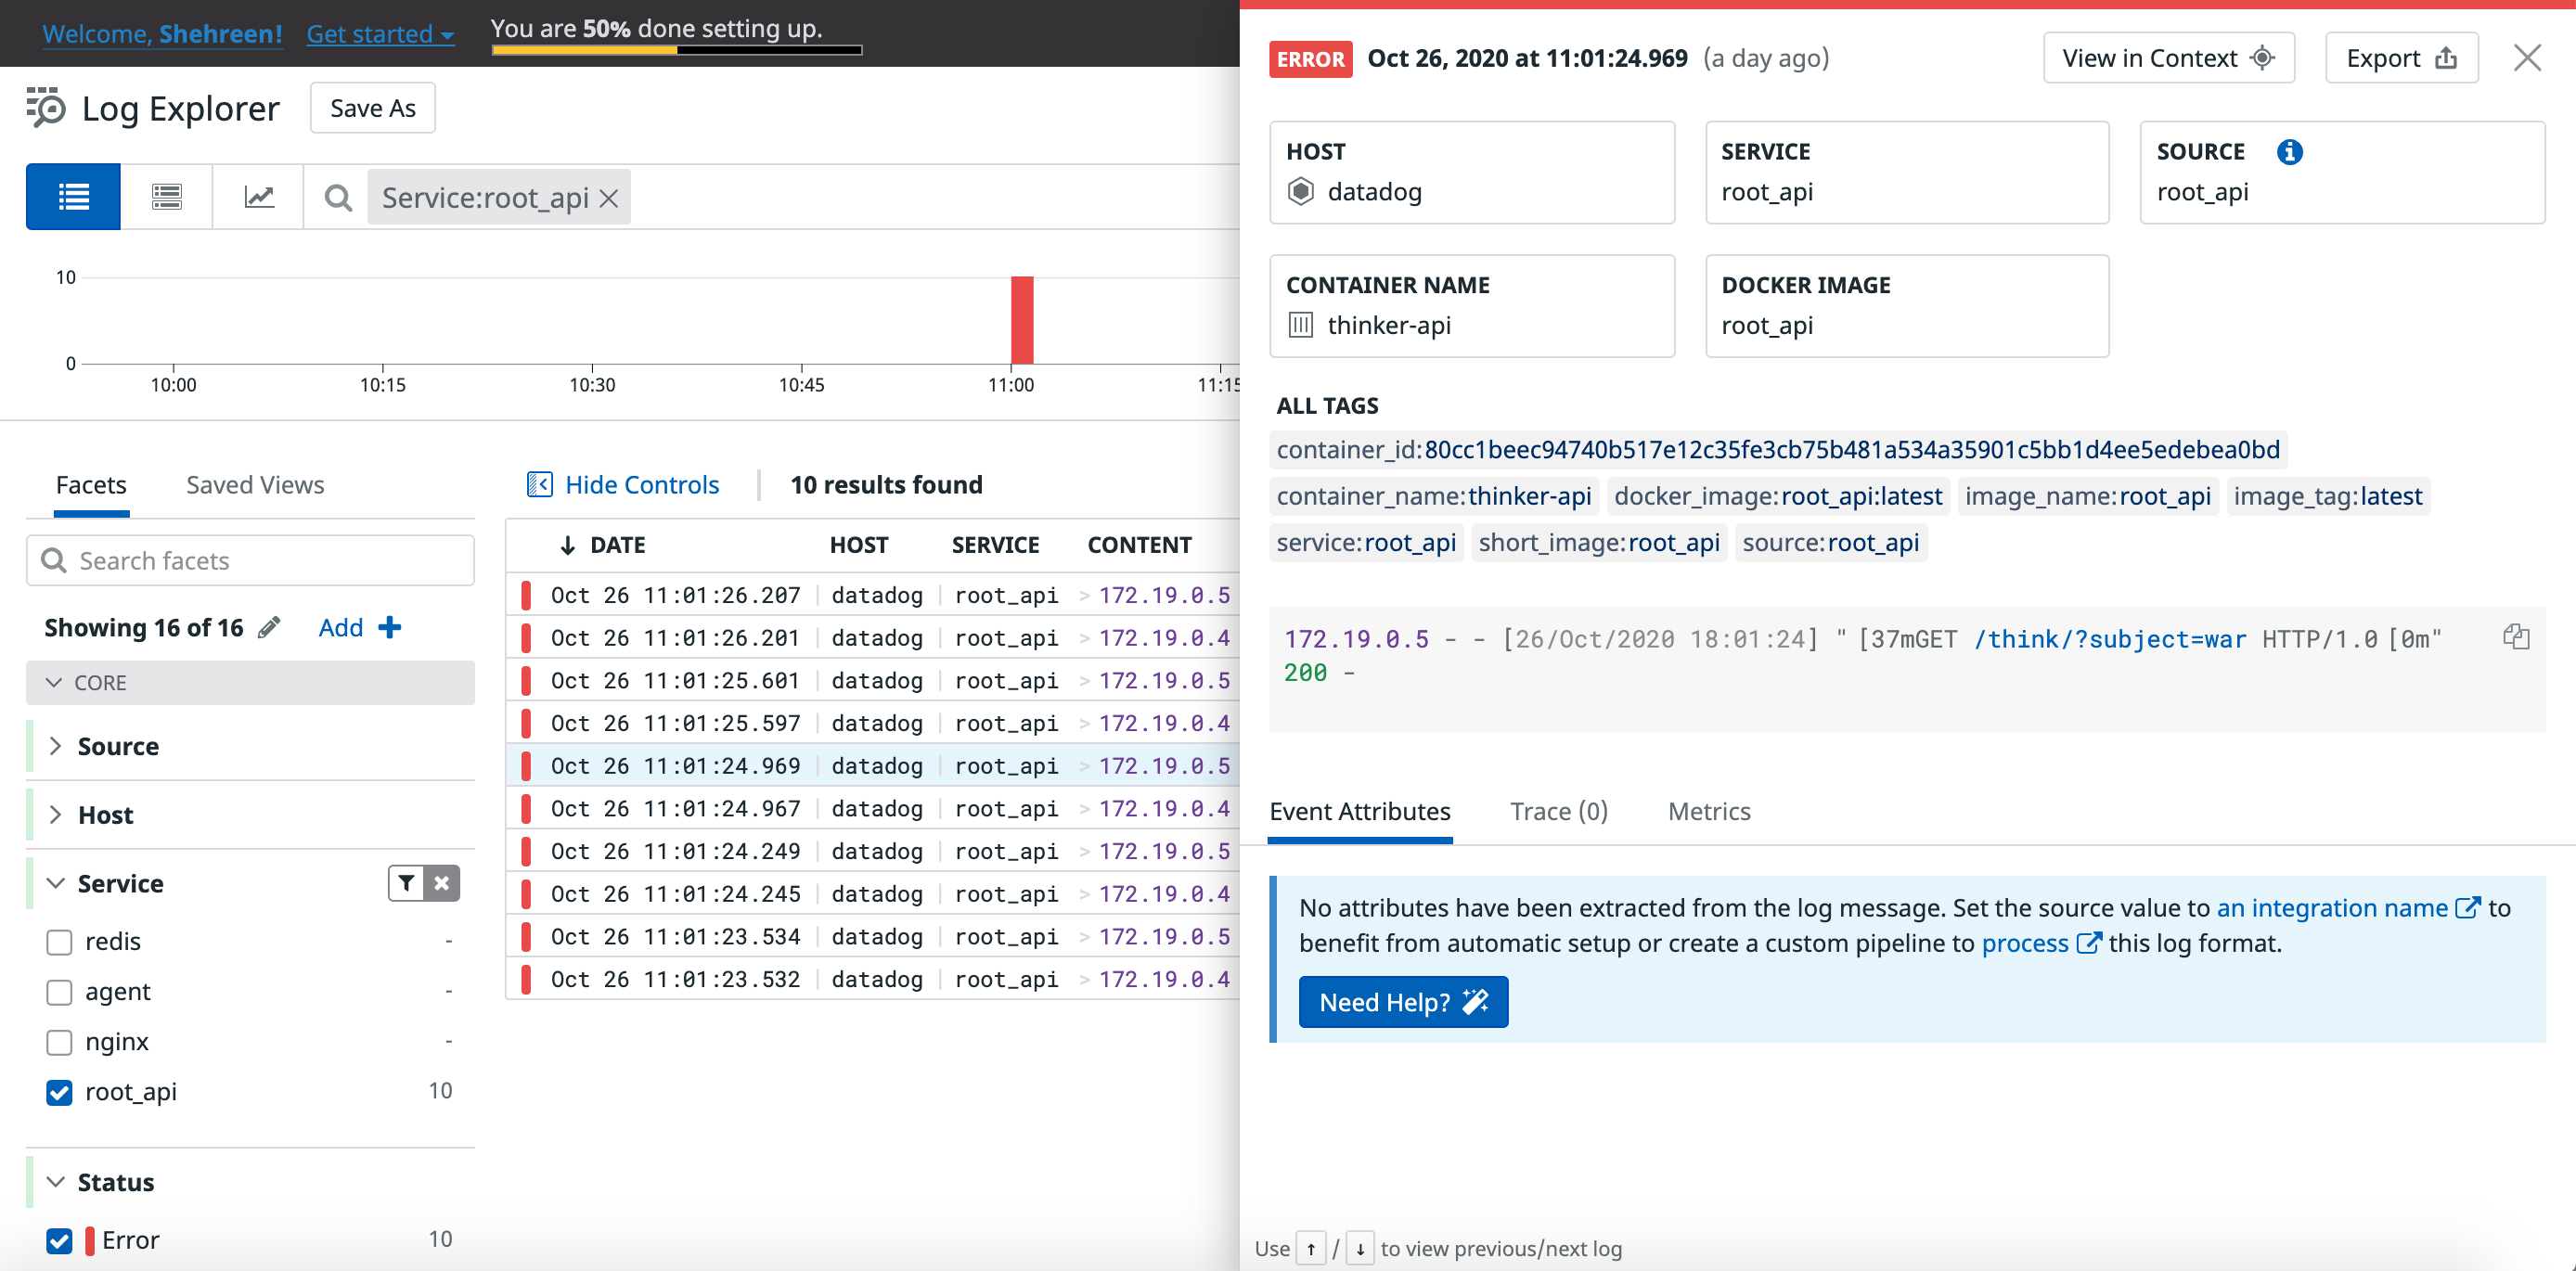 Welcome, Shehreen! Get started You are 50% done setting up.
Log Explorer Save As
Service:root_api
10
0
10:00 10:15 10:30 10:45 11:00 11:15
Facets Saved Views
Search facets
Showing 16 of 16 Add
CORE
Source
Host
Service
redis -
agent -
nginx -
root_api 10
Status
Error 10
Hide Controls 10 results found
DATE HOST SERVICE CONTENT
Oct 26 11:01:26.207 datadog root_api > 172.19.0.5
Oct 26 11:01:26.201 datadog root_api > 172.19.0.4
Oct 26 11:01:25.601 datadog root_api > 172.19.0.5
Oct 26 11:01:25.597 datadog root_api > 172.19.0.4
Oct 26 11:01:24.969 datadog root_api > 172.19.0.5
Oct 26 11:01:24.967 datadog root_api > 172.19.0.4
Oct 26 11:01:24.249 datadog root_api > 172.19.0.5
Oct 26 11:01:24.245 datadog root_api > 172.19.0.4
Oct 26 11:01:23.534 datadog root_api > 172.19.0.5
Oct 26 11:01:23.532 datadog root_api > 172.19.0.4
ERROR Oct 26, 2020 at 11:01:24.969 (a day ago) View in Context Export
HOST
datadog
SERVICE
root_api
SOURCE
root_api
CONTAINER NAME
thinker-api
DOCKER IMAGE
root_api
ALL TAGS
container_id:80cc1beec94740b517e12c35fe3cb75b481a534a35901c5bb1d4ee5edebea0bd
container_name:thinker-api docker_image:root_api:latest image_name:root_api image_tag:latest
service:root_api short_image:root_api source:root_api
172.19.0.5 - - [26/Oct/2020 18:01:24] " [37mGET /think/?subject=war HTTP/1.0 [0m"
200 -
Event Attributes Trace (0) Metrics
No attributes have been extracted from the log message. Set the source value to an integration name to
benefit from automatic setup or create a custom pipeline to process this log format.
Need Help?
Use ↑ / ↓ to view previous/next log